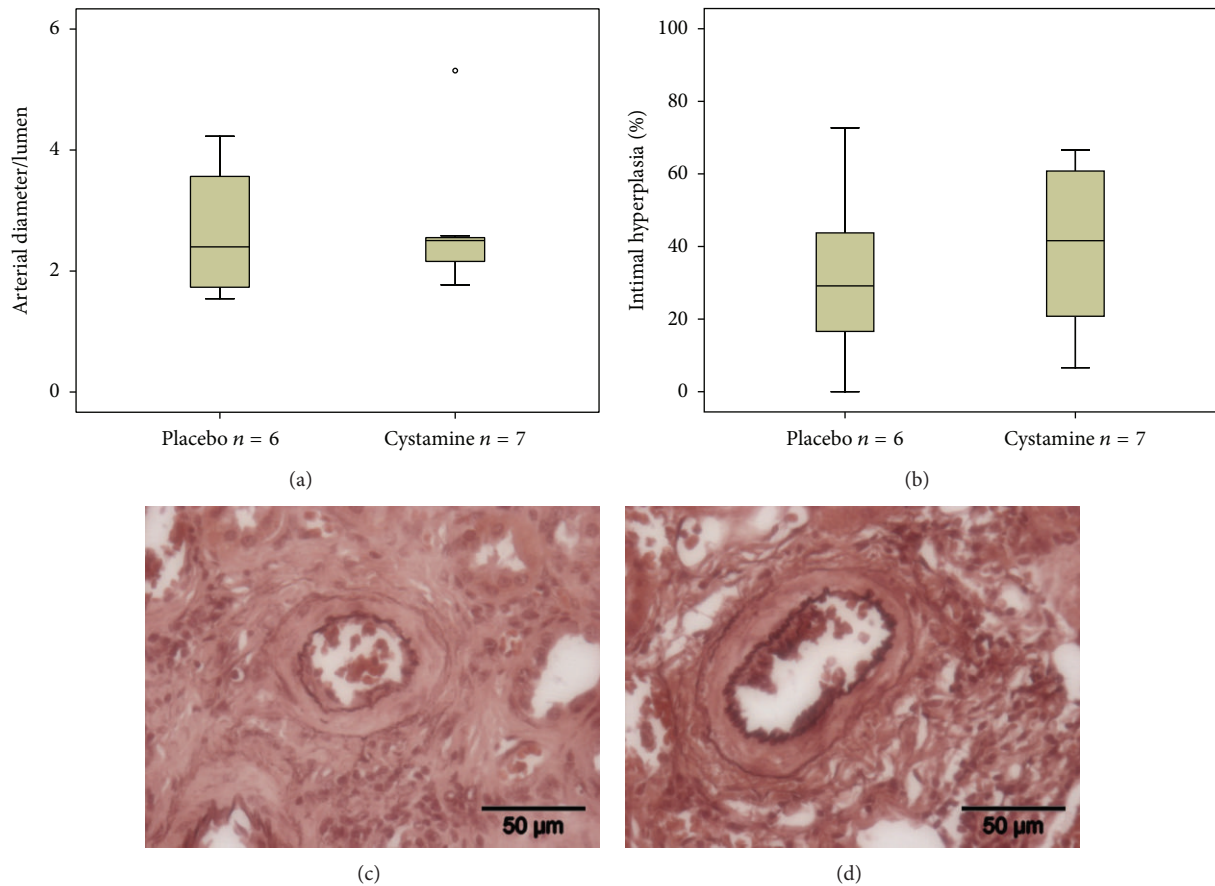 6
4
2
0
Arterial diameter/lumen
Placebo n = 6
Cystamine n = 7
(a)
100
80
60
40
20
0
Intimal hyperplasia (%)
Placebo n = 6
Cystamine n = 7
(b)
50 µm
(c)
50 µm
(d)